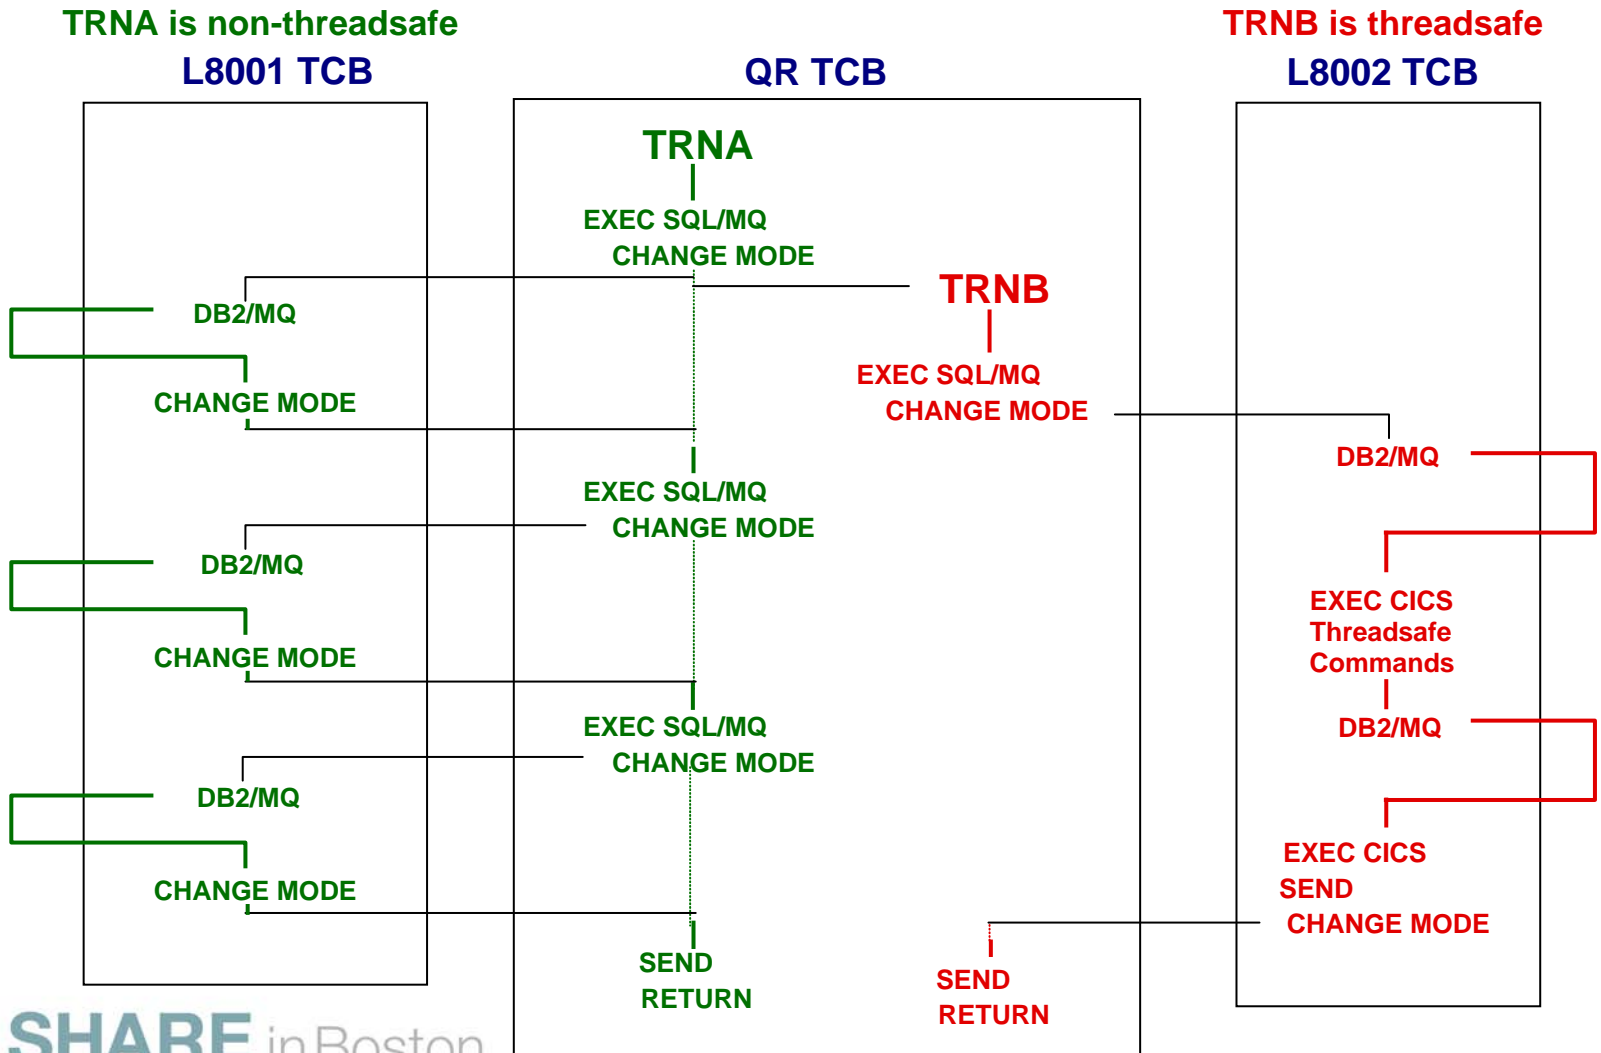 TRNA is non-threadsafe
TRNB is threadsafe
L8001 TCB
QR TCB
L8002 TCB
TRNA
EXEC SQL/MQ
CHANGE MODE
DB2/MQ
CHANGE MODE
EXEC SQL/MQ
CHANGE MODE
DB2/MQ
CHANGE MODE
EXEC SQL/MQ
CHANGE MODE
DB2/MQ
CHANGE MODE
SEND
RETURN
TRNB
EXEC SQL/MQ
CHANGE MODE
DB2/MQ
EXEC CICS
Threadsafe
Commands
DB2/MQ
EXEC CICS
SEND
CHANGE MODE
SEND
RETURN
SHARE in Boston